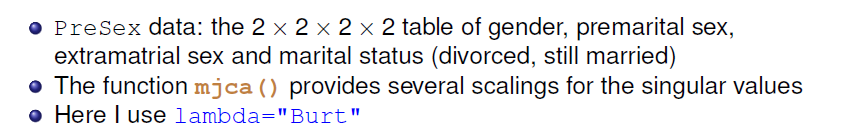 PreSex data: the 2 × 2 × 2 × 2 table of gender, premarital sex,
extramatrial sex and marital status (divorced, still married)
The function mjca() provides several scalings for the singular values
Here I use lambda="Burt"